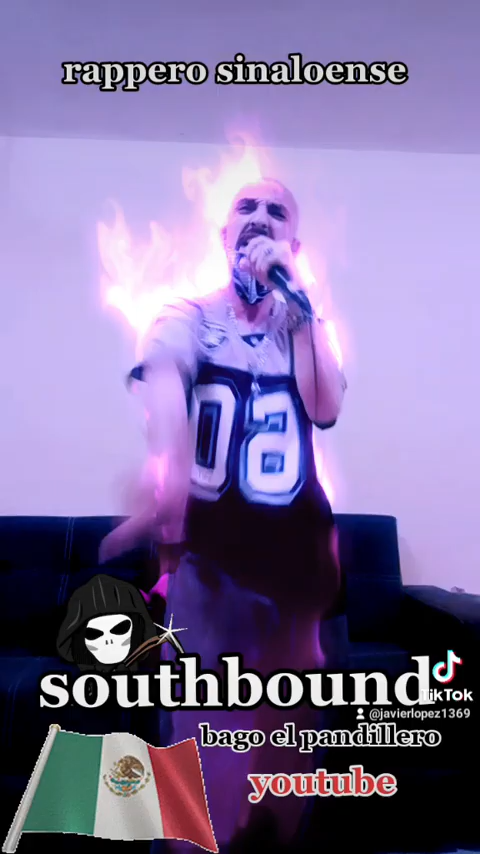 rappero sinaloense
southbound
TikTok
@javierlopez1369
bago el pandillero
youtube